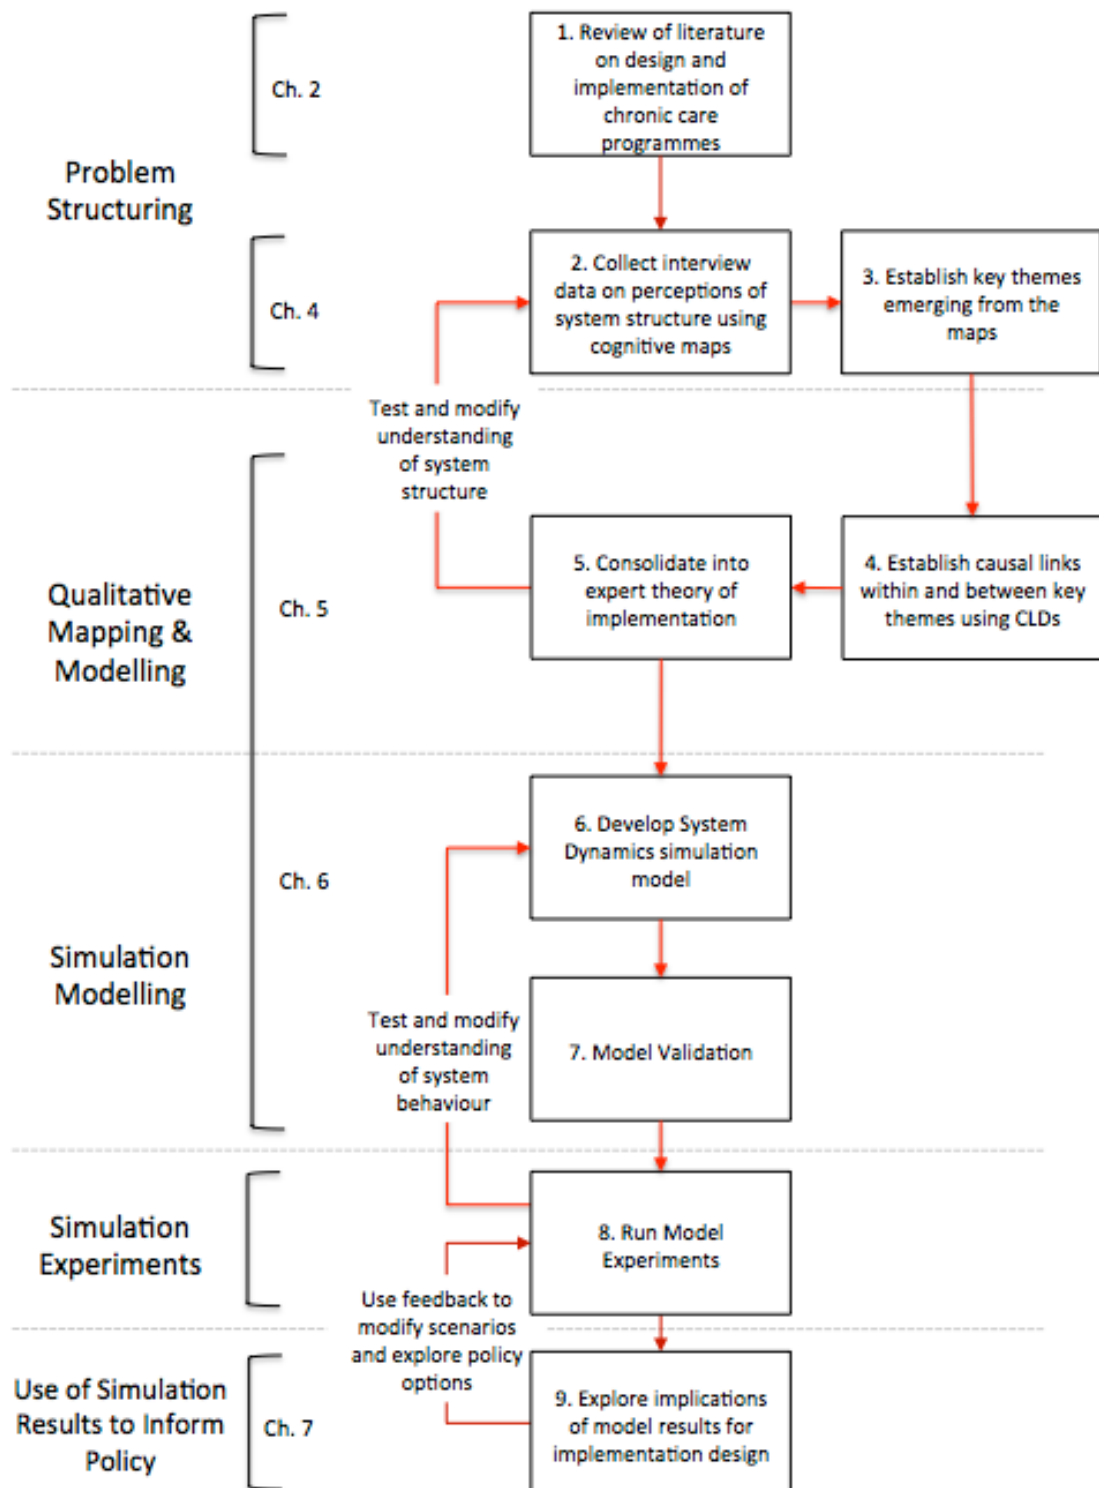 1. Review of literature
on design and
implementation of
chronic care
programmes
Ch. 2
Problem
Structuring
2. Collect interview
data on perceptions of
system structure using
cognitive maps
3. Establish key themes
emerging from the
maps
Ch. 4
Test and modify
understanding
of system
structure
Qualitative
Mapping &
Modelling
Ch. 5
5. Consolidate into
expert theory of
implementation
4. Establish causal links
within and between key
themes using CLDs
6. Develop System
Dynamics simulation
model
Ch. 6
Simulation
Modelling
Test and modify
understanding
of system
behaviour
7. Model Validation
Simulation
Experiments
8. Run Model
Experiments
Use feedback to
modify scenarios
and explore policy
options
Use of Simulation
Results to Inform
Policy
Ch. 7
9. Explore implications
of model results for
implementation design